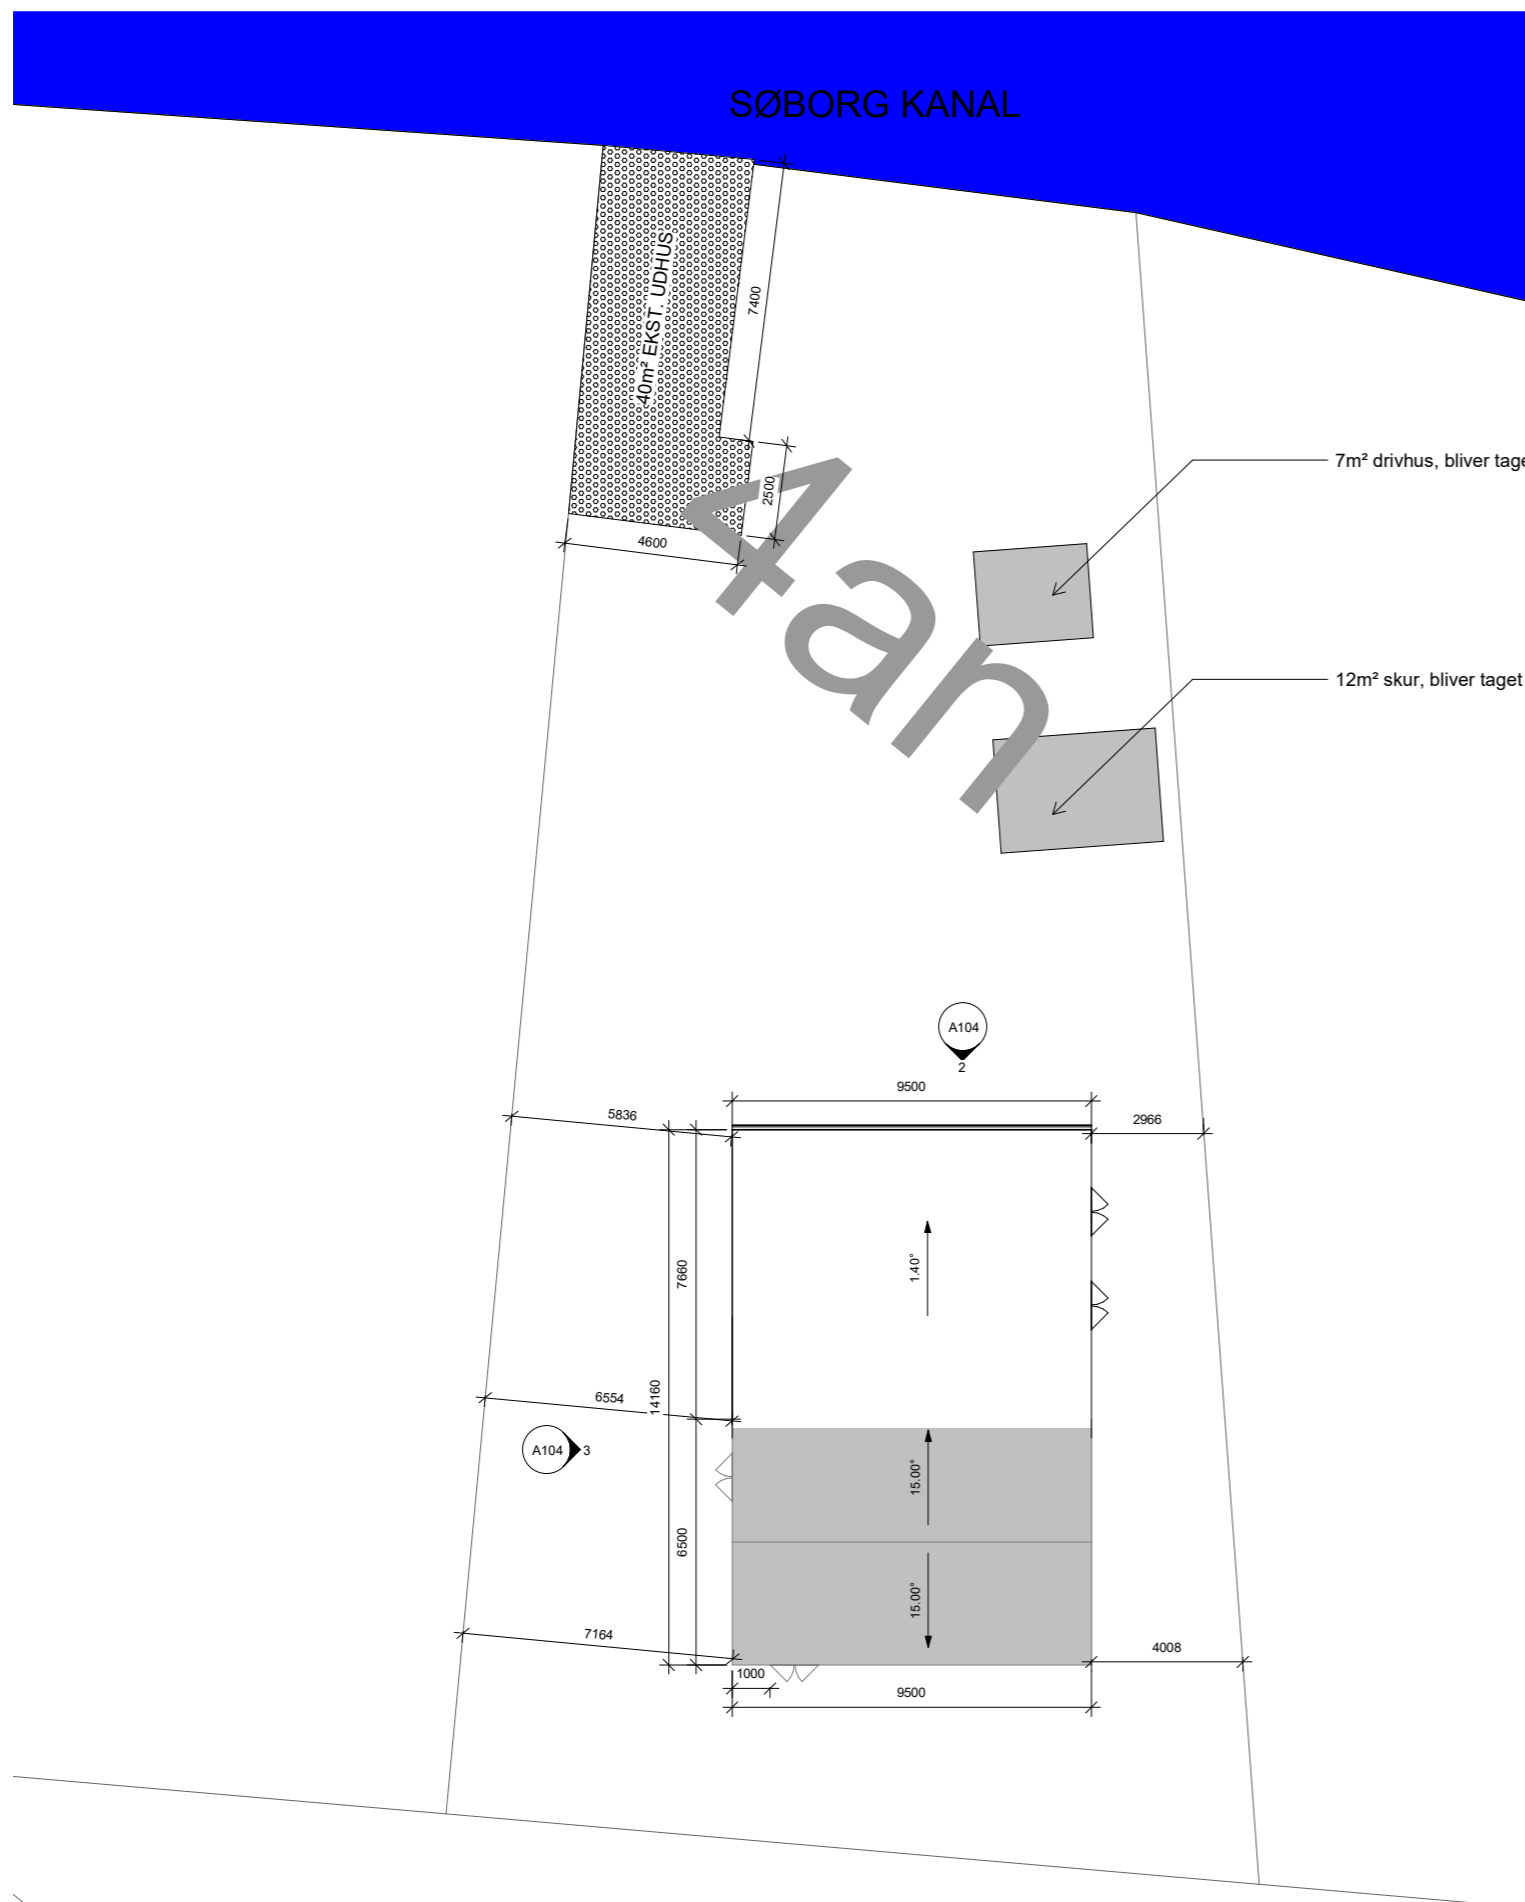 SØBORG KANAL
40m² EKST. UDHUS
7400
2500
4600
4an
7m² drivhus, bliver tage
12m² skur, bliver taget
A104
2
9500
5836
2966
7660
1.40°
14160
6554
A104
3
15.00°
6500
15.00°
7164
4008
1000
9500